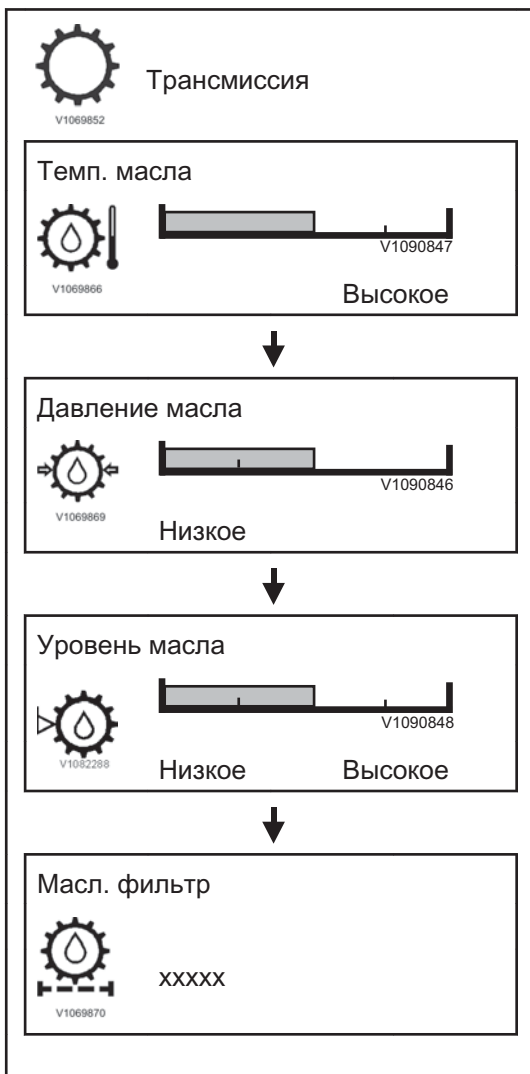 Трансмиссия
V1069852
Темп. масла
V1090847
V1069866
Высокое
Давление масла
V1090846
V1069869
Низкое
Уровень масла
V1090848
V1082288
Низкое Высокое
Масл. фильтр
xxxxx
V1069870